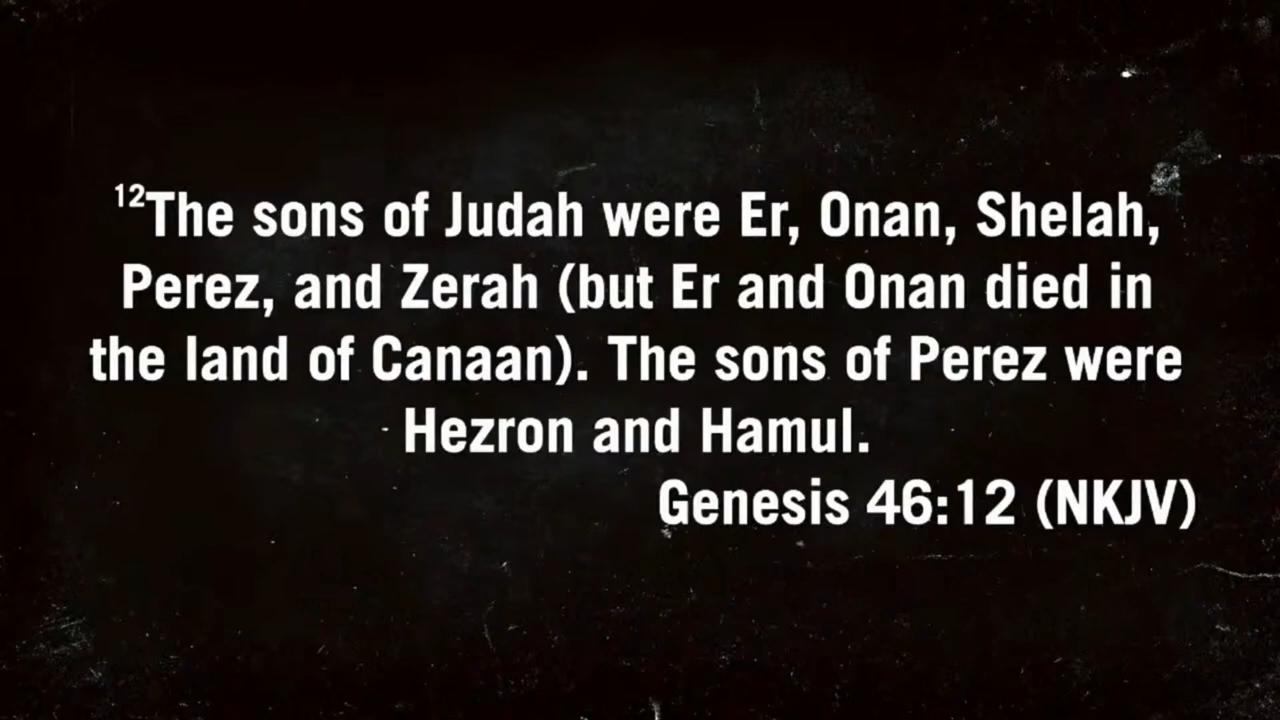 ¹²The sons of Judah were Er, Onan, Shelah,
Perez, and Zerah (but Er and Onan died in
the land of Canaan). The sons of Perez were
Hezron and Hamul.
Genesis 46:12 (NKJV)